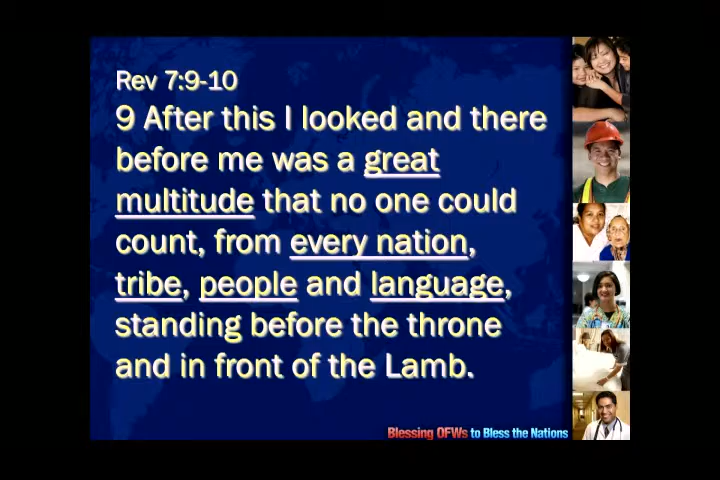 Rev 7:9-10
9 After this I looked and there
before me was a great
multitude that no one could
count, from every nation,
tribe, people and language,
standing before the throne
and in front of the Lamb.
Blessing OFWs to Bless the Nations